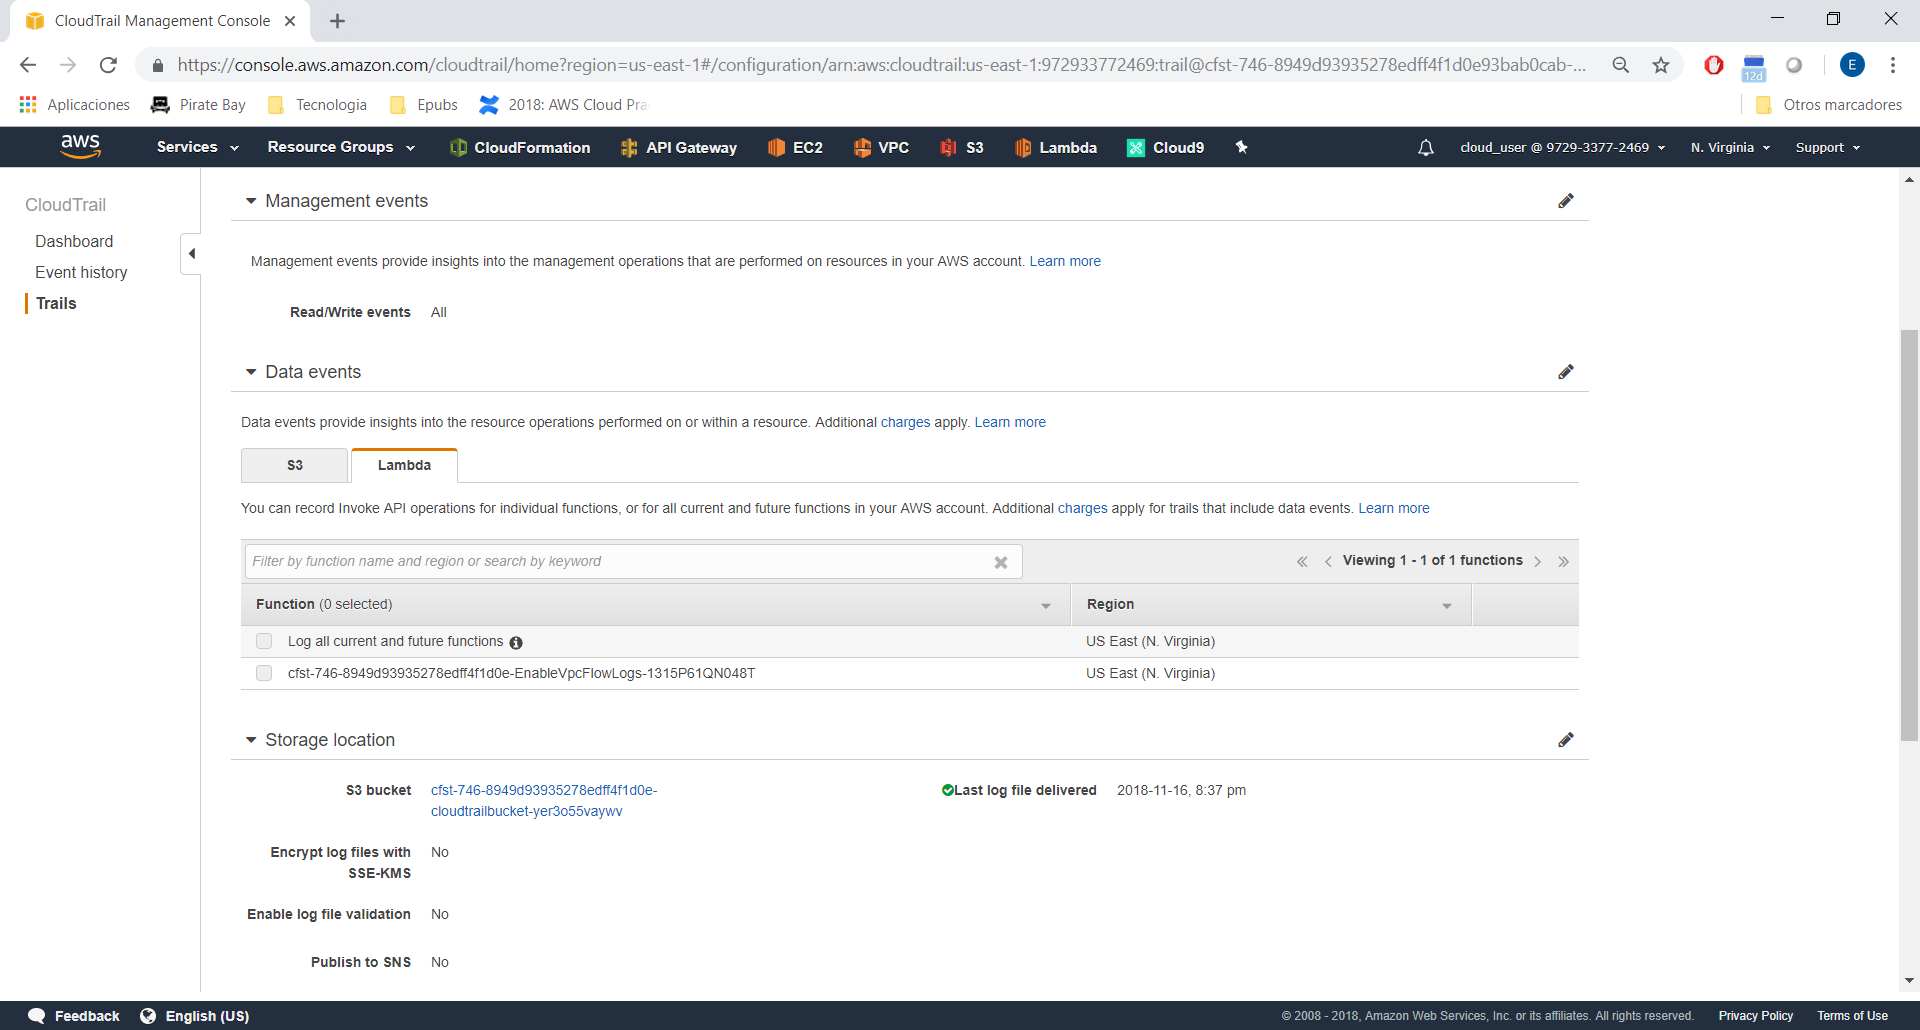 CloudTrail Management Console
https://console.aws.amazon.com/cloudtrail/home?region=us-east-1#/configuration/arn:aws:cloudtrail:us-east-1:972933772469:trail@cfst-746-8949d93935278edff4f1d0e93bab0cab-...
12d
E
Aplicaciones
Pirate Bay
Tecnologia
Epubs
2018: AWS Cloud Pra
Otros marcadores
aws
Services
Resource Groups
CloudFormation
API Gateway
EC2
VPC
S3
Lambda
Cloud9
cloud_user @ 9729-3377-2469
N. Virginia
Support
CloudTrail
Dashboard
Event history
Trails
Management events
Management events provide insights into the management operations that are performed on resources in your AWS account. Learn more
Read/Write events All
Data events
Data events provide insights into the resource operations performed on or within a resource. Additional charges apply. Learn more
S3
Lambda
You can record Invoke API operations for individual functions, or for all current and future functions in your AWS account. Additional charges apply for trails that include data events. Learn more
Filter by function name and region or search by keyword
Viewing 1 - 1 of 1 functions
Function (0 selected)
Region
Log all current and future functions
US East (N. Virginia)
cfst-746-8949d93935278edff4f1d0e-EnableVpcFlowLogs-1315P61QN048T
US East (N. Virginia)
Storage location
S3 bucket
cfst-746-8949d93935278edff4f1d0e-
cloudtrailbucket-yer3o55vaywv
Last log file delivered 2018-11-16, 8:37 pm
Encrypt log files with
SSE-KMS
No
Enable log file validation No
Publish to SNS No
Feedback
English (US)
© 2008 - 2018, Amazon Web Services, Inc. or its affiliates. All rights reserved.
Privacy Policy
Terms of Use